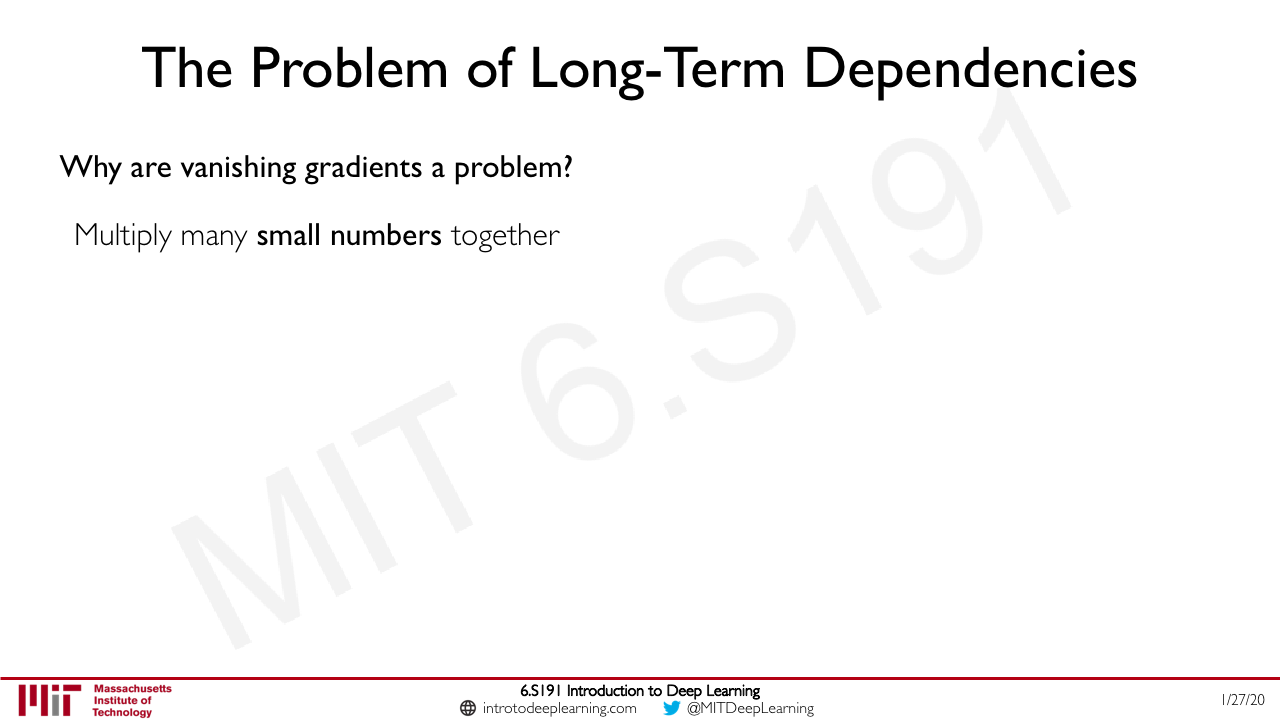 The Problem of Long-Term Dependencies
Why are vanishing gradients a problem?
Multiply many small numbers together
MIT 6.S191
Massachusetts
Institute of
Technology
6.S191 Introduction to Deep Learning
introtodeeplearning.com @MITDeepLearning
1/27/20